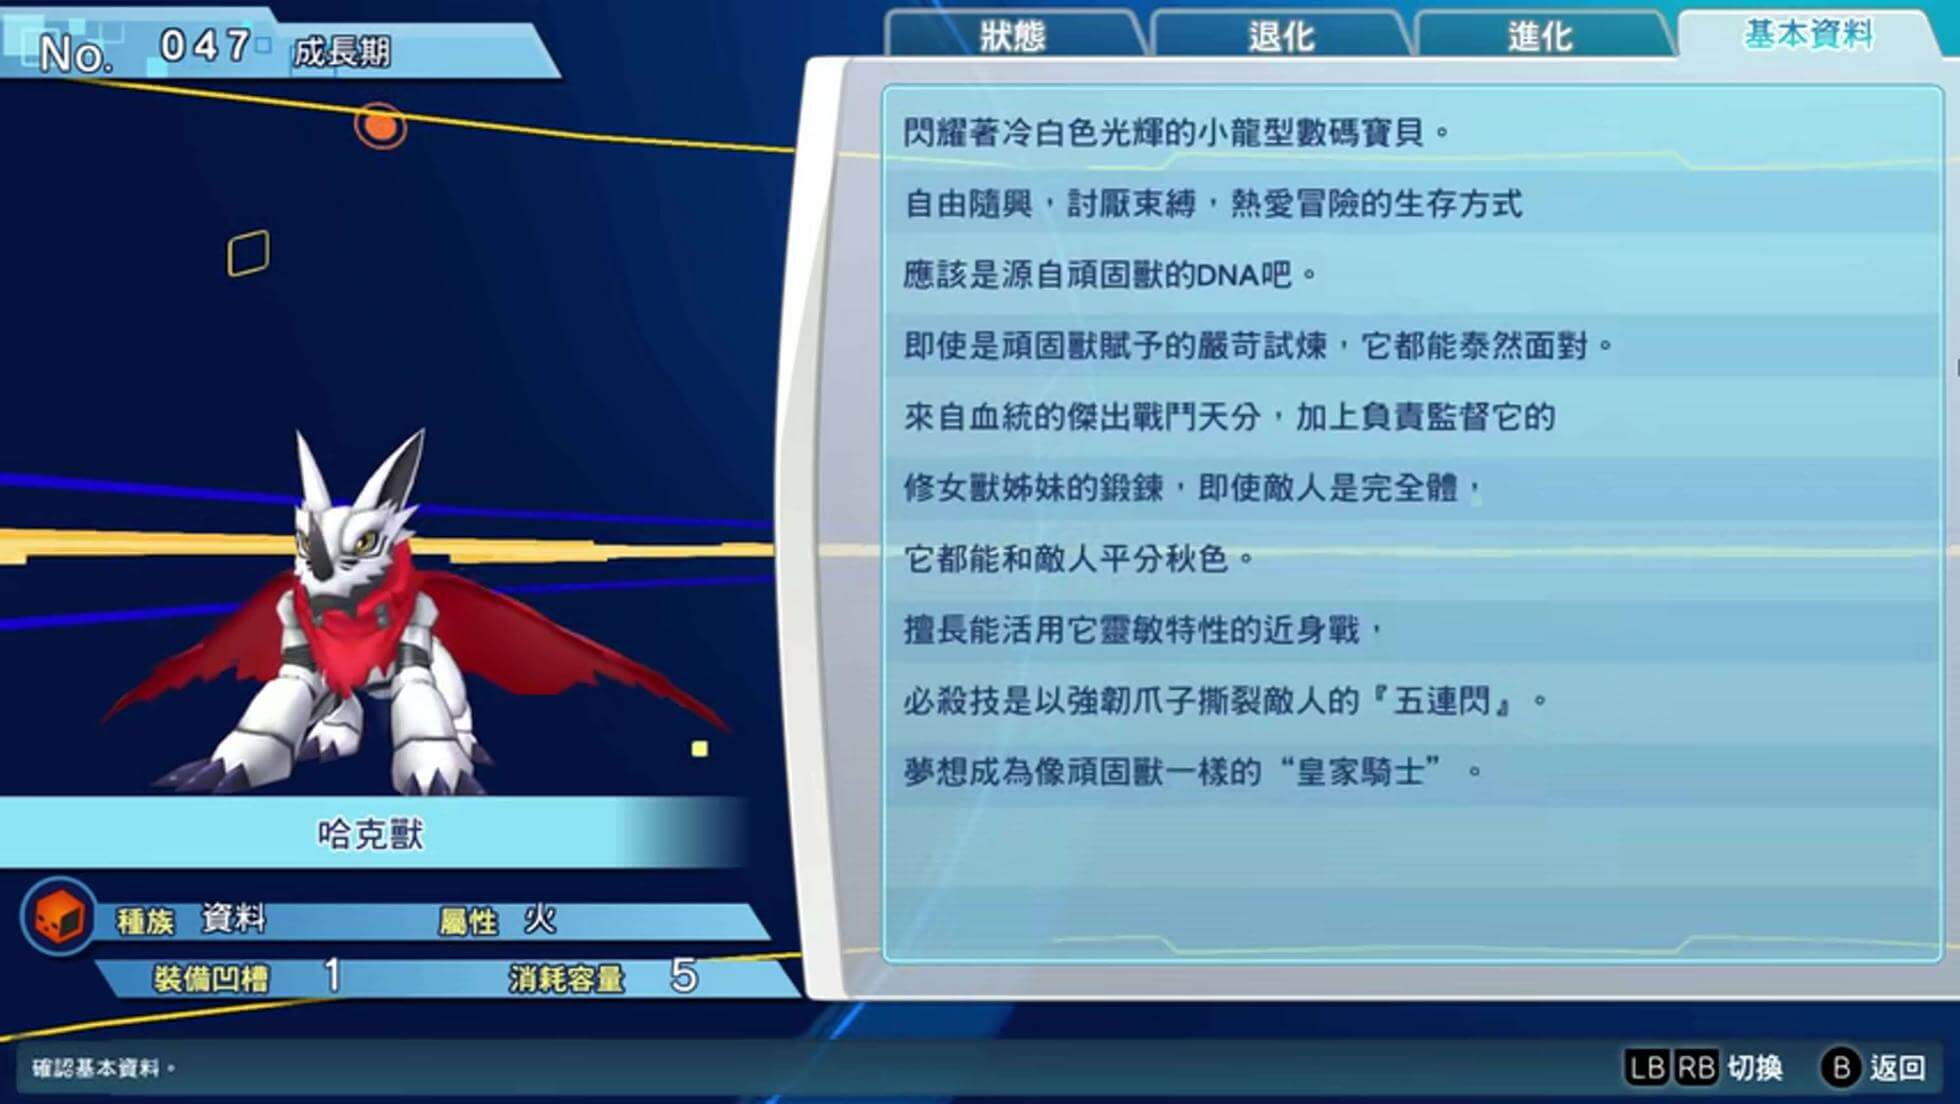 No. 047 成長期
狀態 退化 進化 基本資料
閃耀著冷白色光輝的小龍型數碼寶貝。
自由隨興，討厭束縛，熱愛冒險的生存方式
應該是源自頑固獸的DNA吧。
即使是頑固獸賦予的嚴苛試煉，它都能泰然面對。
來自血統的傑出戰鬥天分，加上負責監督它的
修女獸姊妹的鍛鍊，即使敵人是完全體，
它都能和敵人平分秋色。
擅長能活用它靈敏特性的近身戰，
必殺技是以強韌爪子撕裂敵人的『五連閃』。
夢想成為像頑固獸一樣的“皇家騎士”。
哈克獸
種族 資料 屬性 火
裝備凹槽 1 消耗容量 5
確認基本資料。
LB RB 切換 B 返回